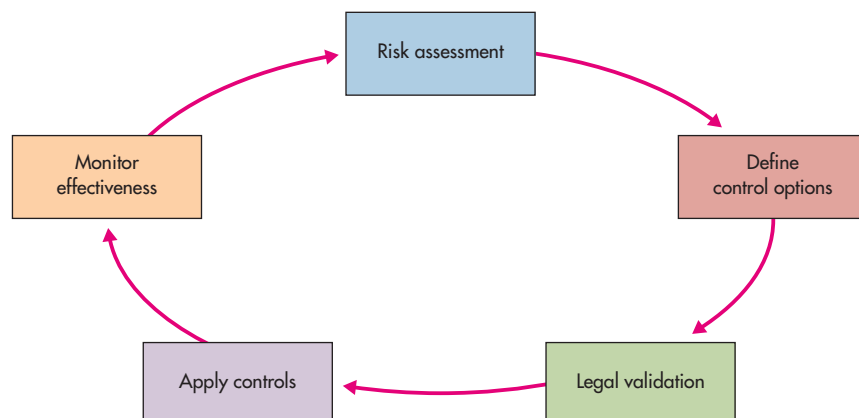 Risk assessment
Define
control options
Legal validation
Apply controls
Monitor
effectiveness